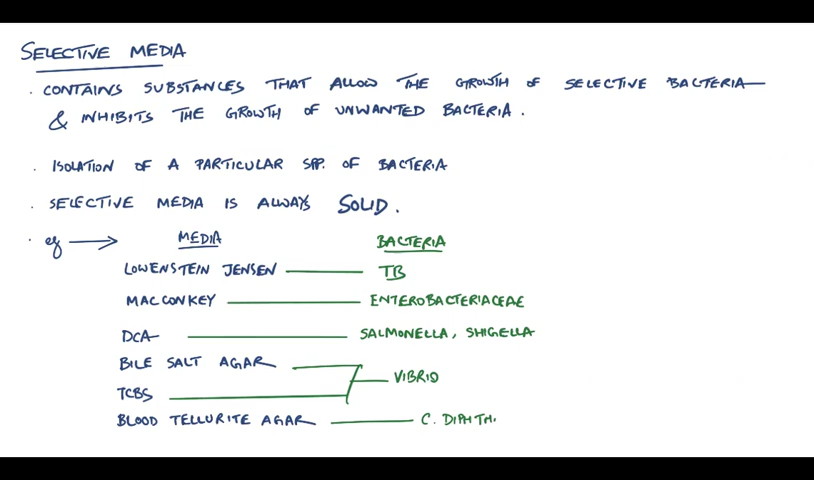 SELECTIVE MEDIA
· CONTAINS SUBSTANCES THAT ALLOW THE GROWTH OF SELECTIVE BACTERIA
& INHIBITS THE GROWTH OF UNWANTED BACTERIA.
· ISOLATION OF A PARTICULAR SPP. OF BACTERIA
· SELECTIVE MEDIA IS ALWAYS SOLID.
· eg → MEDIA BACTERIA
LOWENSTEIN JENSEN — TB
MACCONKEY — ENTEROBACTERIACEAE
DCA — SALMONELLA, SHIGELLA
BILE SALT AGAR
VIBRIO
TCBS
BLOOD TELLURITE AGAR — C. DIPHTH.